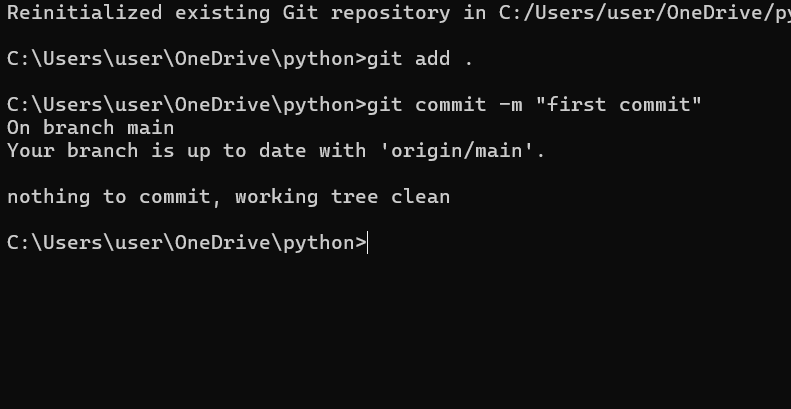 Reinitialized existing Git repository in C:/Users/user/OneDrive/py
C:\Users\user\OneDrive\python>git add .
C:\Users\user\OneDrive\python>git commit -m "first commit"
On branch main
Your branch is up to date with 'origin/main'.
nothing to commit, working tree clean
C:\Users\user\OneDrive\python>